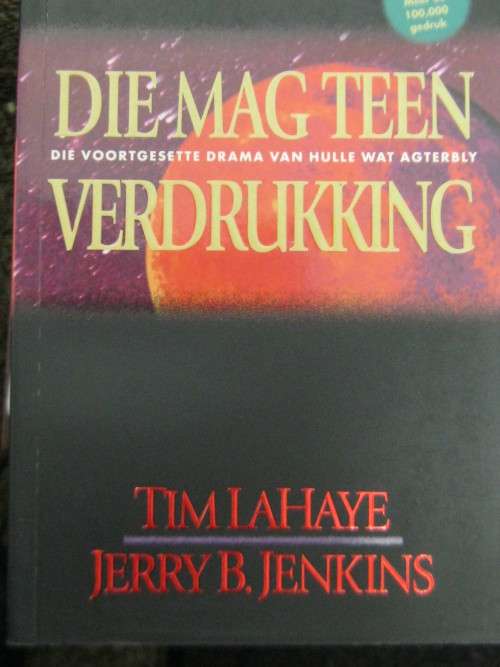 100,000
gedruk
DIE MAG TEEN
DIE VOORTGESETTE DRAMA VAN HULLE WAT AGTERBLY
VERDRUKKING
TIM LAHAYE
JERRY B. JENKINS